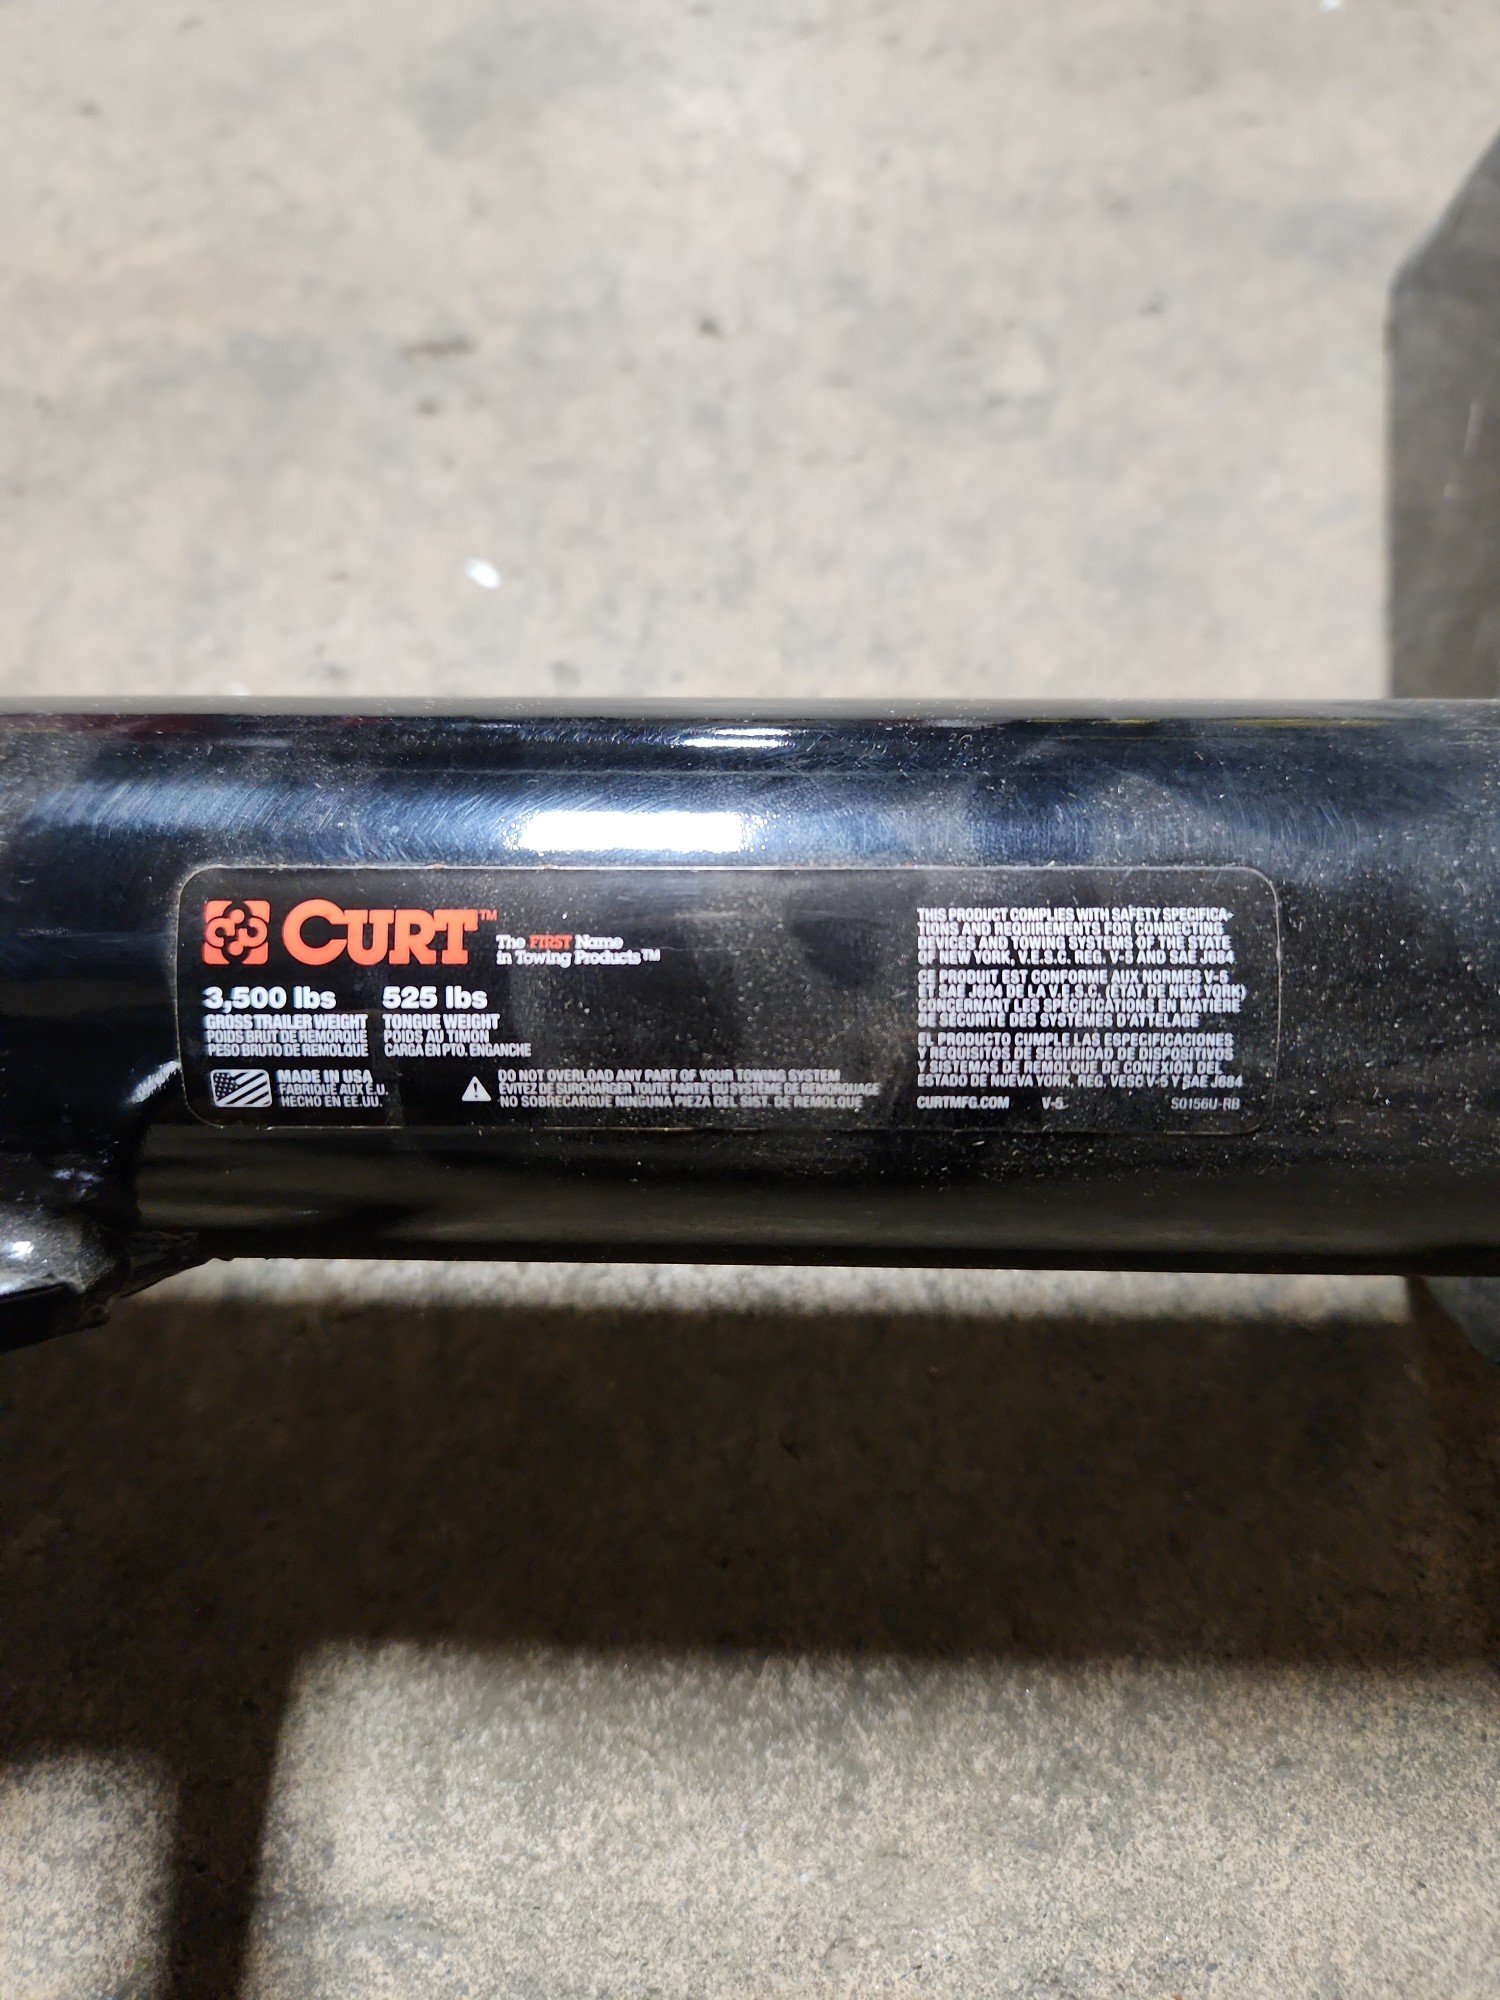 CURT™
The FIRST Name
in Towing Products™
3,500 lbs
GROSS TRAILER WEIGHT
POIDS BRUT DE REMORQUE
PESO BRUTO DE REMOLQUE
525 lbs
TONGUE WEIGHT
POIDS AU TIMON
CARGA EN PTO. ENGANCHE
MADE IN USA
FABRIQUÉ AUX É.U.
HECHO EN EE.UU.
DO NOT OVERLOAD ANY PART OF YOUR TOWING SYSTEM
ÉVITEZ DE SURCHARGER TOUTE PARTIE DU SYSTÈME DE REMORQUAGE
NO SOBRECARGUE NINGUNA PIEZA DEL SIST. DE REMOLQUE
THIS PRODUCT COMPLIES WITH SAFETY SPECIFICA-
TIONS AND REQUIREMENTS FOR CONNECTING
DEVICES AND TOWING SYSTEMS OF THE STATE
OF NEW YORK, V.E.S.C. REG. V-5 AND SAE J684
CE PRODUIT EST CONFORME AUX NORMES V-5
ET SAE J684 DE LA V.E.S.C. (ÉTAT DE NEW YORK)
CONCERNANT LES SPÉCIFICATIONS EN MATIÈRE
DE SÉCURITÉ DES SYSTÈMES D'ATTELAGE
EL PRODUCTO CUMPLE LAS ESPECIFICACIONES
Y REQUISITOS DE SEGURIDAD DE DISPOSITIVOS
Y SISTEMAS DE REMOLQUE DE CONEXIÓN DEL
ESTADO DE NUEVA YORK, REG. VESC V-5 Y SAE J684
CURTMFG.COM V-5 S0156U-RB